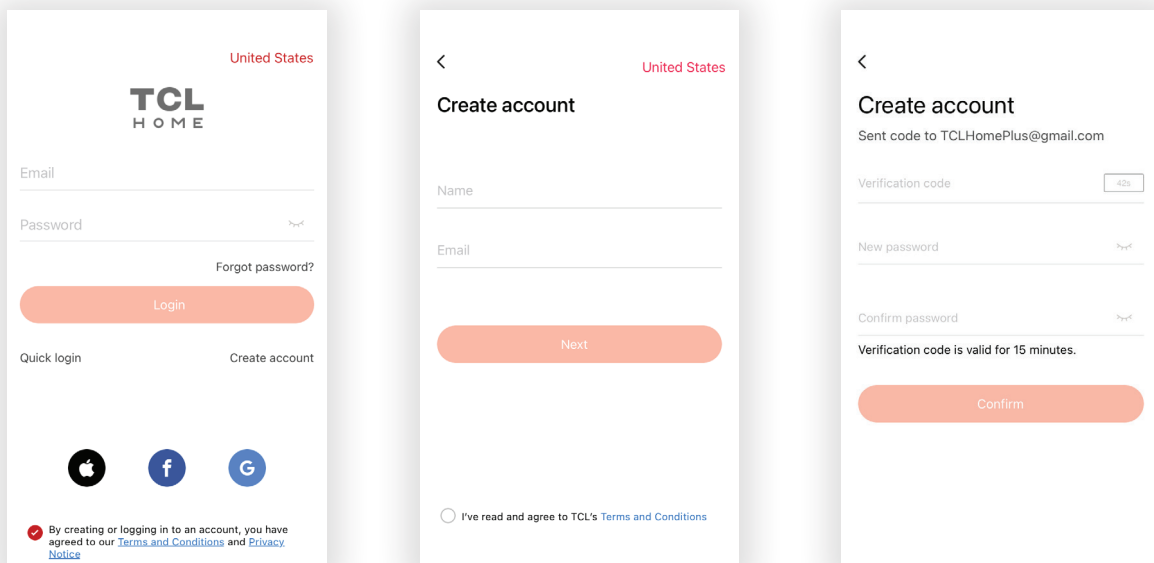 United States
TCL
HOME
Email
Password
Forgot password?
Login
Quick login
Create account
f
G
By creating or logging in to an account, you have
agreed to our Terms and Conditions and Privacy
Notice
United States
Create account
Name
Email
Next
I've read and agree to TCL's Terms and Conditions
Create account
Sent code to TCLHomePlus@gmail.com
Verification code
42s
New password
Confirm password
Verification code is valid for 15 minutes.
Confirm